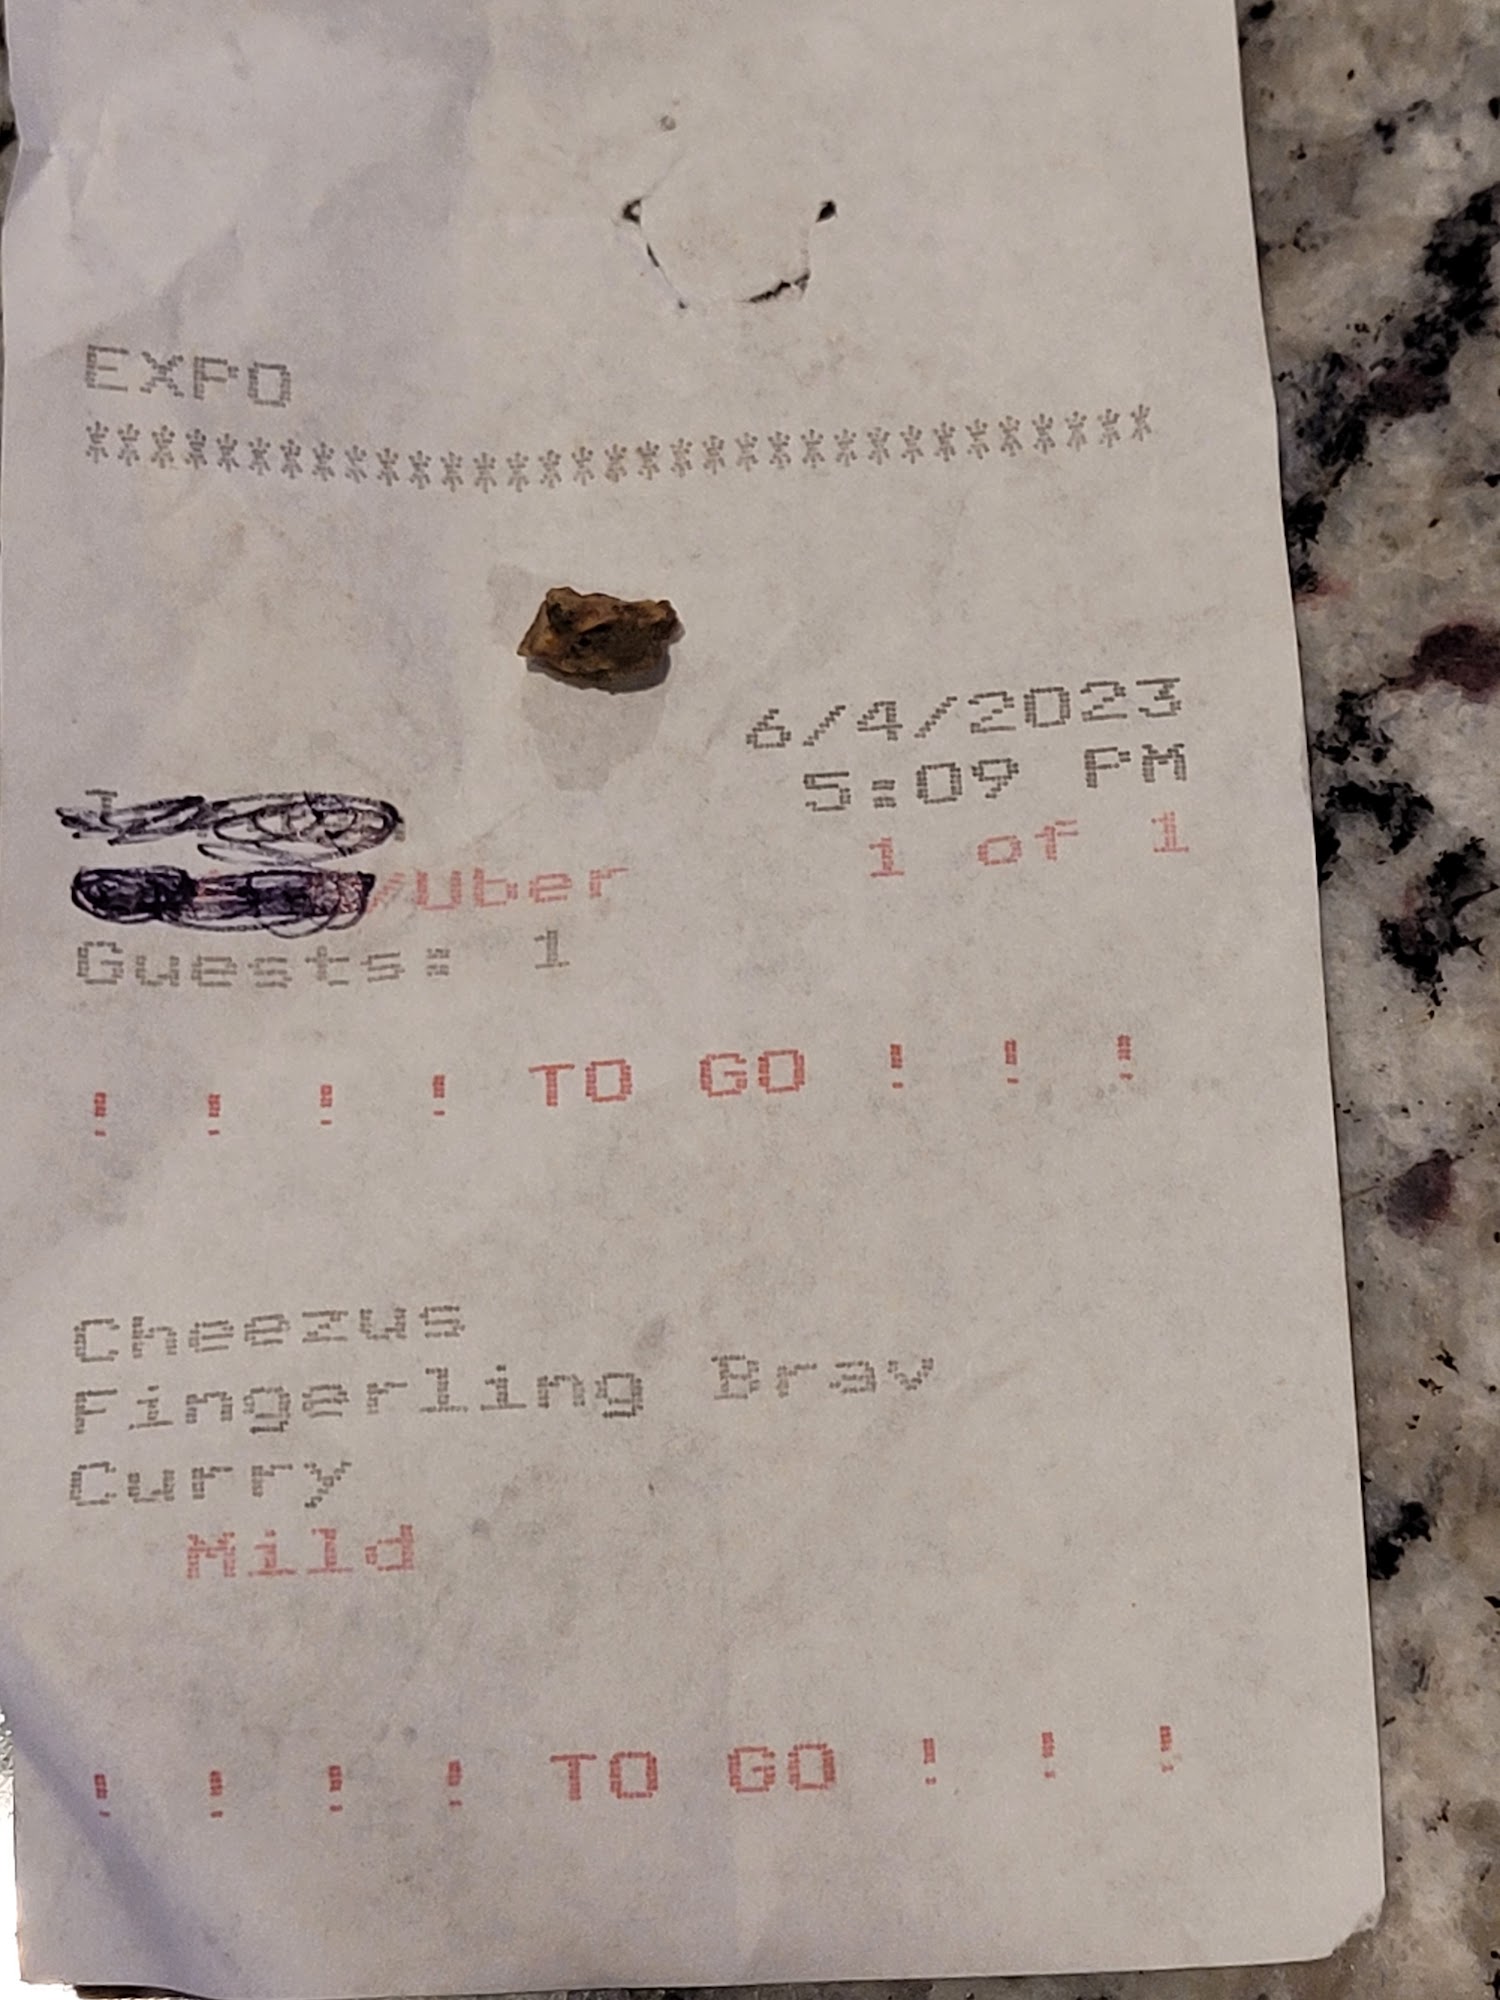 EXPO
*********************************
6/4/2023
5:09 PM
/Uber 1 of 1
Guests: 1
! ! ! ! TO GO ! ! !
Cheezus
Fingerling Bray
Curry
Mild
! ! ! ! TO GO ! ! !